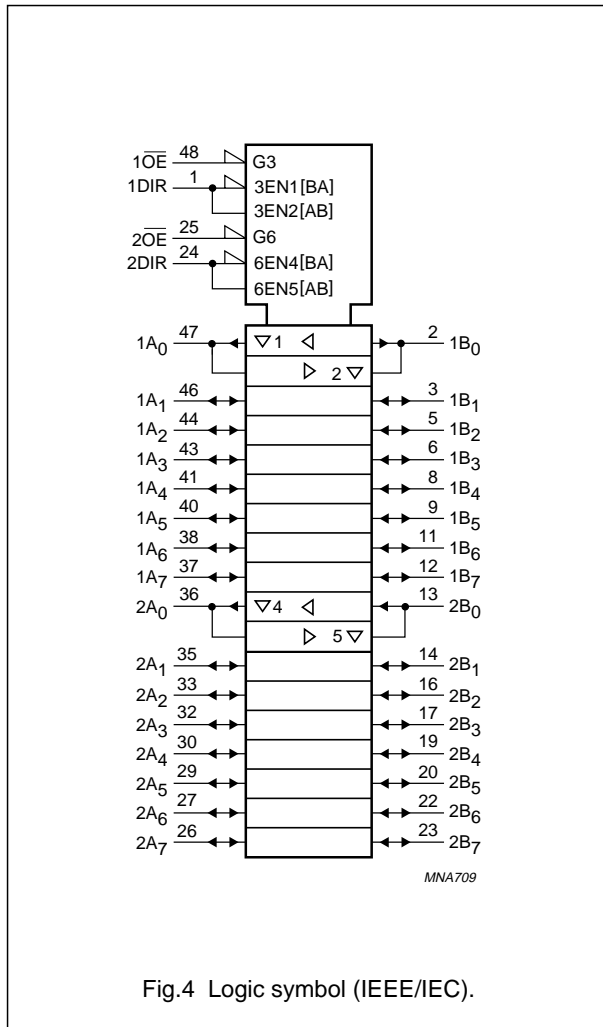 1OE 48 G3
1DIR 1 3EN1[BA]
3EN2[AB]
2OE 25 G6
2DIR 24 6EN4[BA]
6EN5[AB]
1A0 47 1 2 1B0
2
1A1 46 3 1B1
1A2 44 5 1B2
1A3 43 6 1B3
1A4 41 8 1B4
1A5 40 9 1B5
1A6 38 11 1B6
1A7 37 12 1B7
2A0 36 4 13 2B0
5
2A1 35 14 2B1
2A2 33 16 2B2
2A3 32 17 2B3
2A4 30 19 2B4
2A5 29 20 2B5
2A6 27 22 2B6
2A7 26 23 2B7
MNA709
Fig.4 Logic symbol (IEEE/IEC).